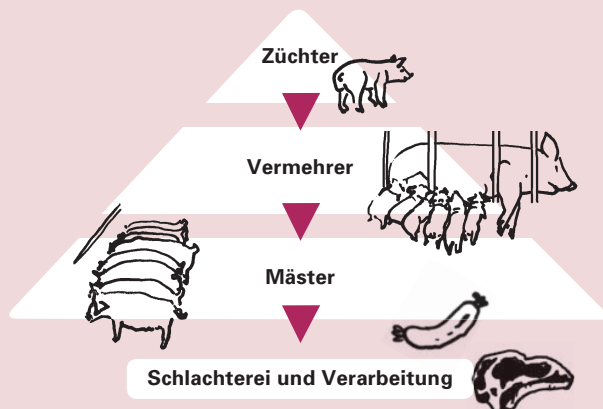 Züchter
Vermehrer
Mäster
Schlachterei und Verarbeitung